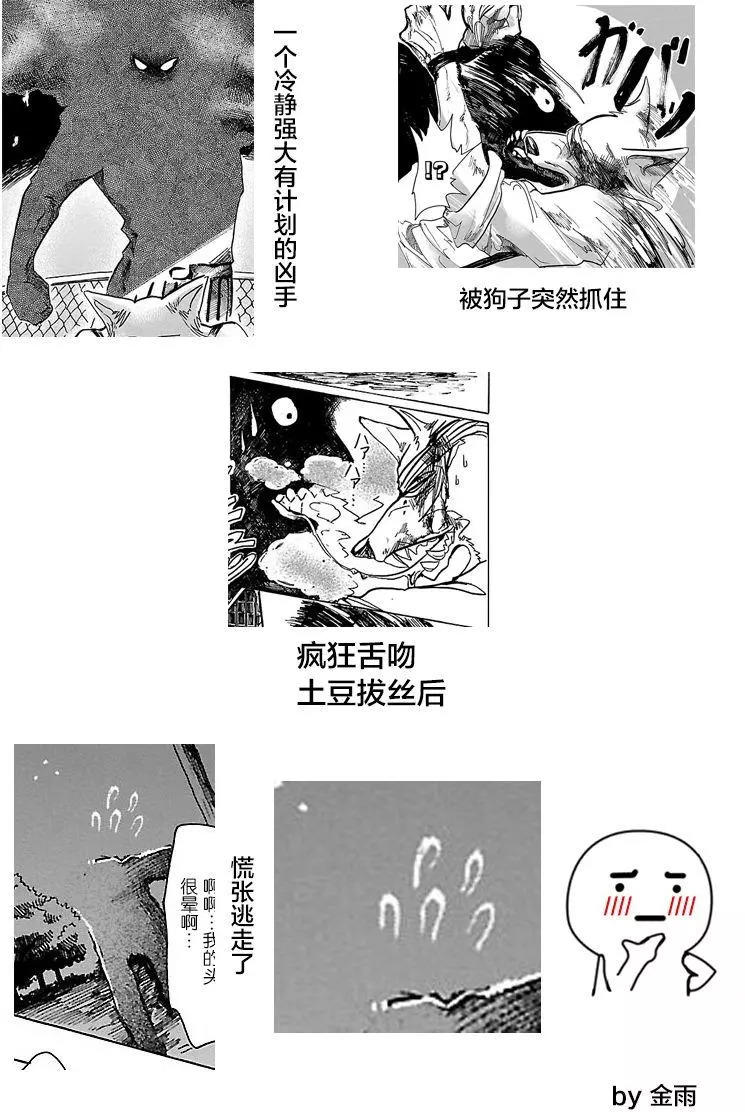 一个冷静强大有计划的凶手
ガガッ
!?
被狗子突然抓住
ハァ…
ハァ…
疯狂舌吻
土豆拔丝后
啊啊…我的头
很晕啊…
慌张逃走了
by 金雨